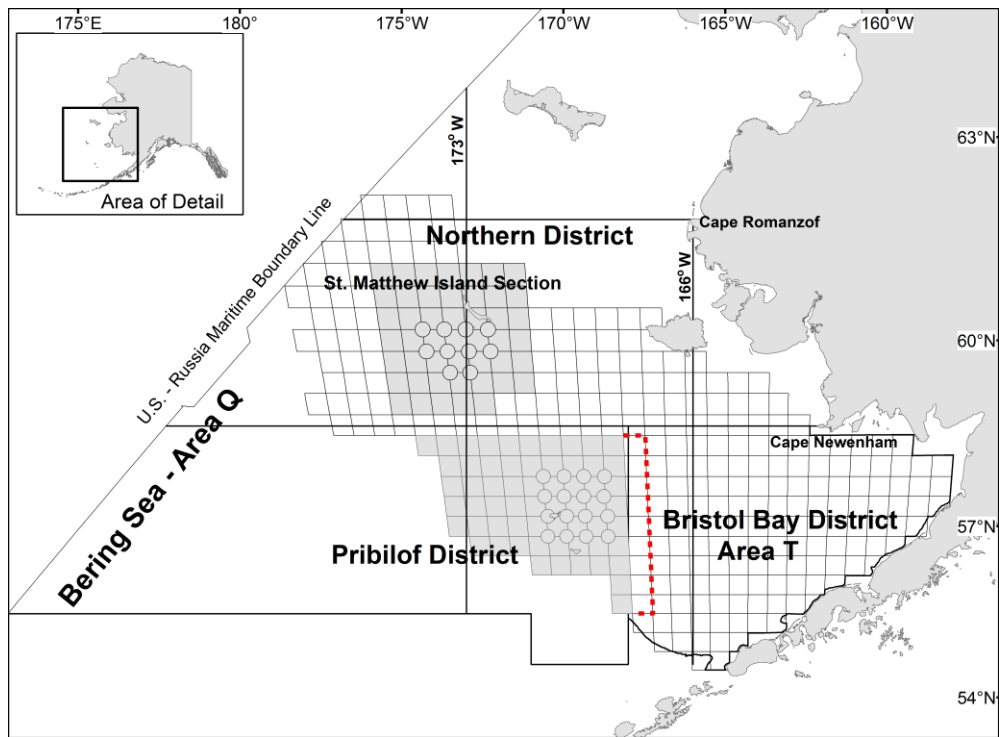 175°E
180°
175°W
170°W
165°W
160°W
Area of Detail
63°N
173° W
Cape Romanzof
Northern District
166° W
St. Matthew Island Section
U.S. - Russia Maritime Boundary Line
60°N
Bering Sea - Area Q
Cape Newenham
Bristol Bay District
Area T
57°N
Pribilof District
54°N